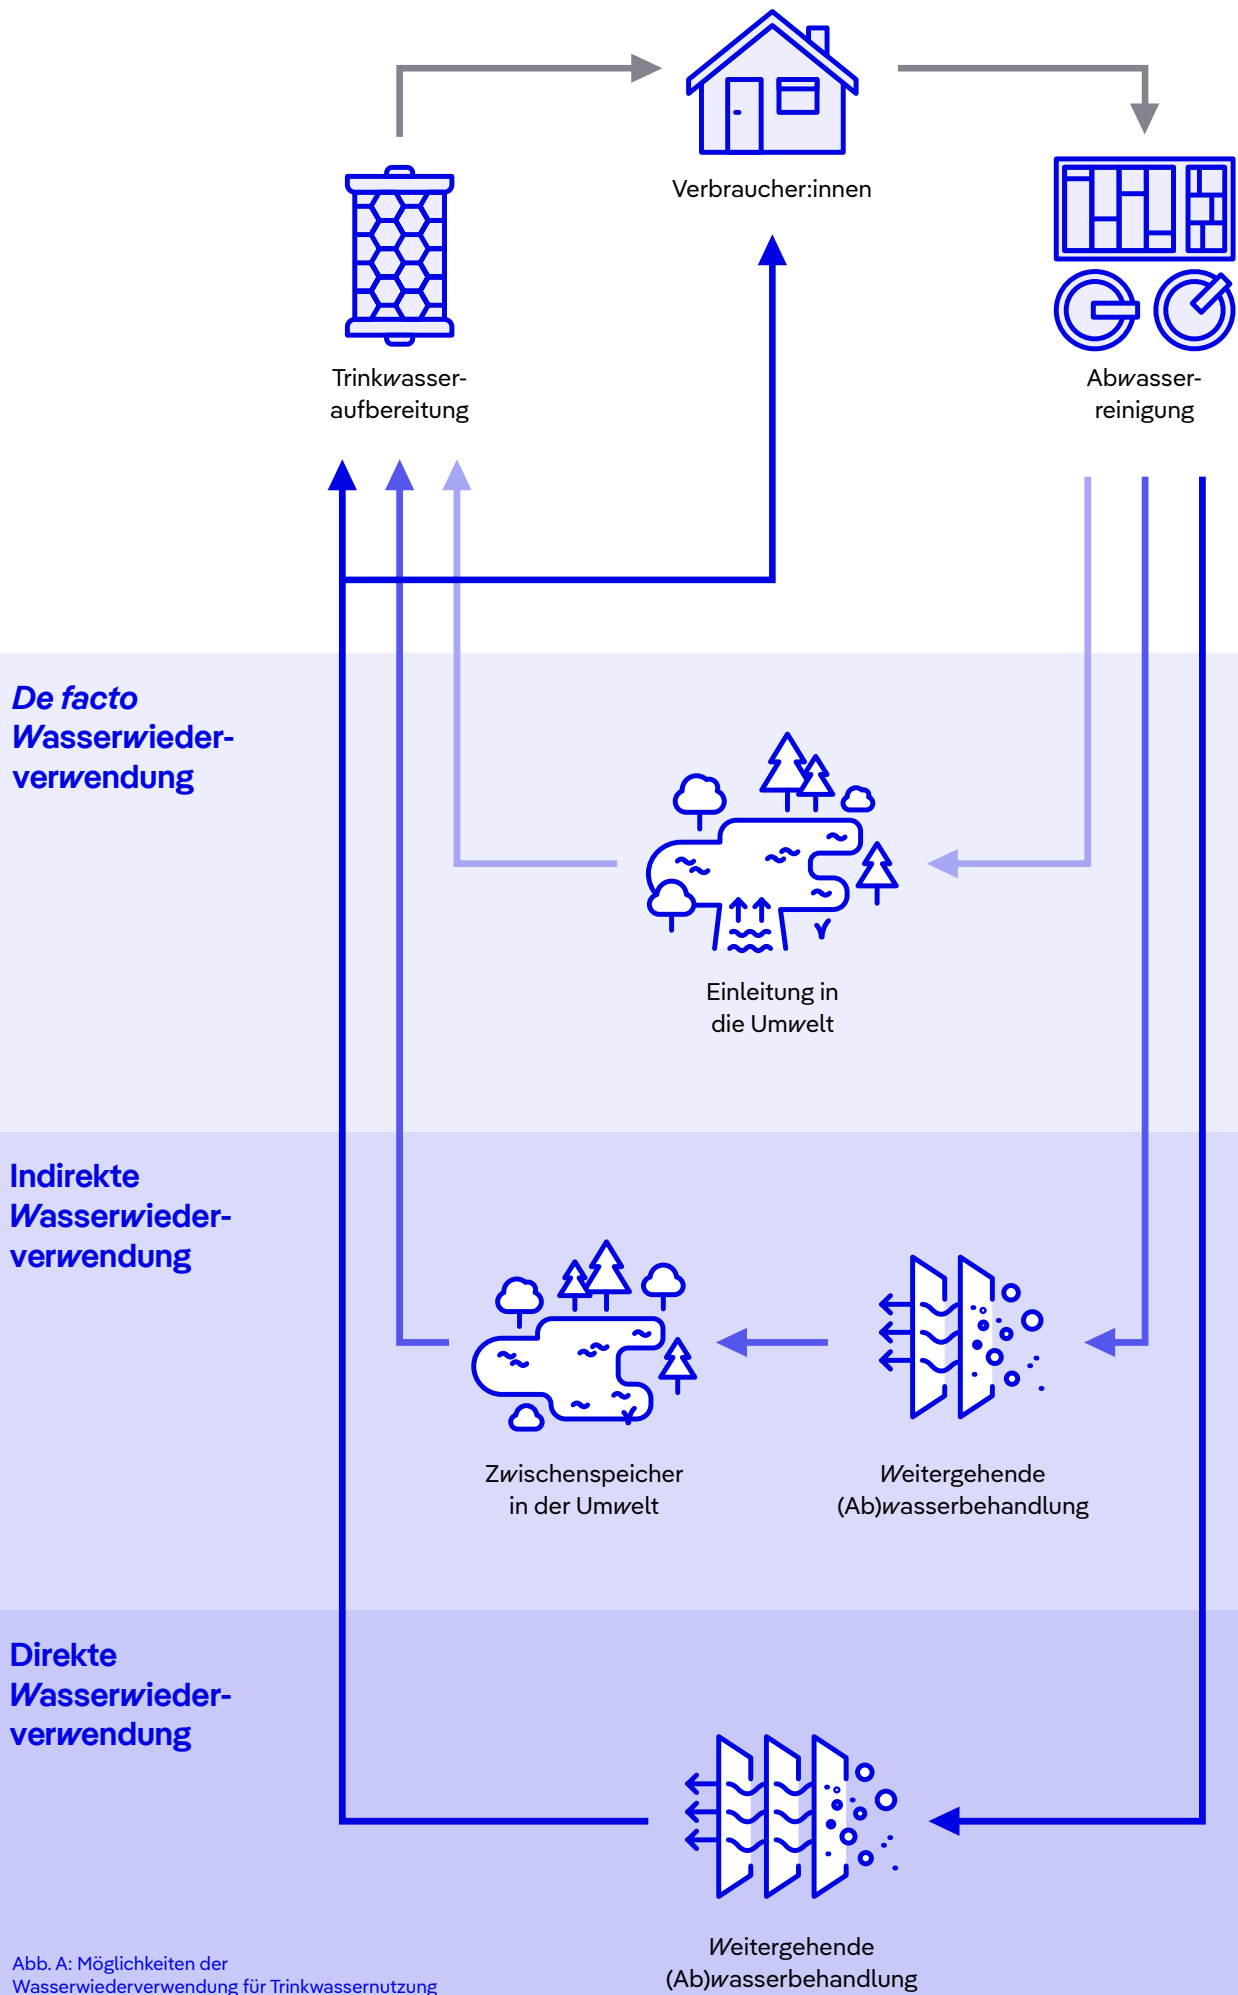 Verbraucher:innen
Trinkwasser-
aufbereitung
Abwasser-
reinigung
De facto
Wasserwieder-
verwendung
Einleitung in
die Umwelt
Indirekte
Wasserwieder-
verwendung
Zwischenspeicher
in der Umwelt
Weitergehende
(Ab)wasserbehandlung
Direkte
Wasserwieder-
verwendung
Weitergehende
(Ab)wasserbehandlung
Abb. A: Möglichkeiten der
Wasserwiederverwendung für Trinkwassernutzung